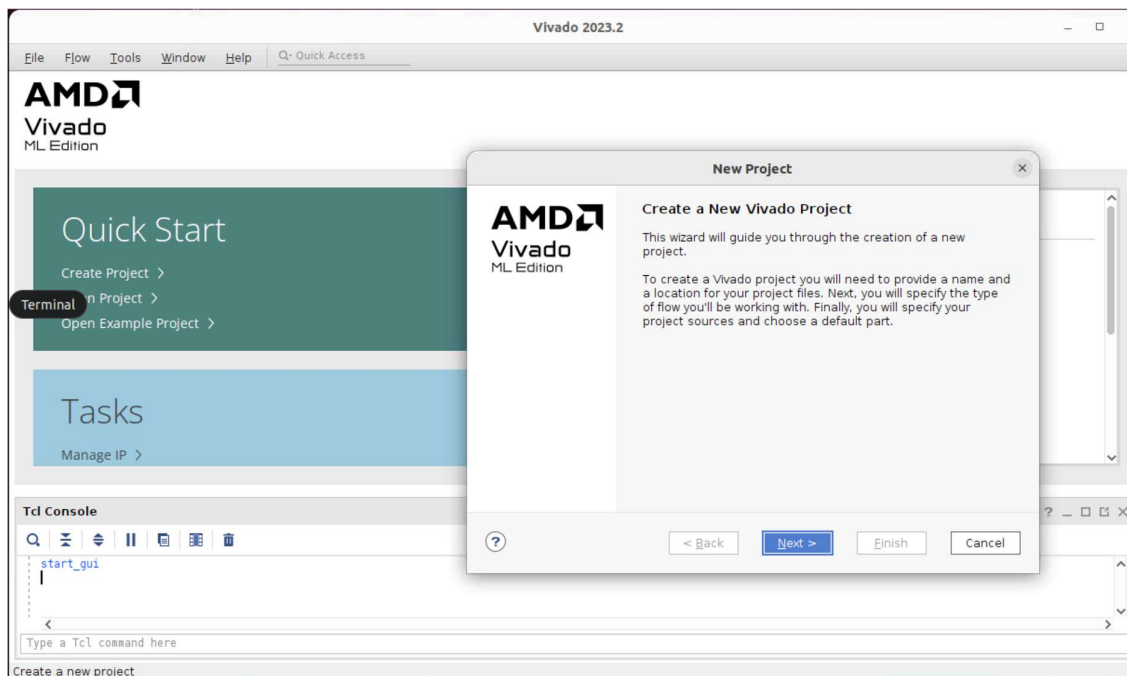 Vivado 2023.2
File Flow Tools Window Help Quick Access
AMD
Vivado
ML Edition
Quick Start
Create Project >
n Project >
Terminal
Open Example Project >
Tasks
Manage IP >
New Project
AMD
Vivado
ML Edition
Create a New Vivado Project
This wizard will guide you through the creation of a new
project.
To create a Vivado project you will need to provide a name and
a location for your project files. Next, you will specify the type
of flow you'll be working with. Finally, you will specify your
project sources and choose a default part.
?
< Back Next > Finish Cancel
Tcl Console
start_gui
Type a Tcl command here
Create a new project